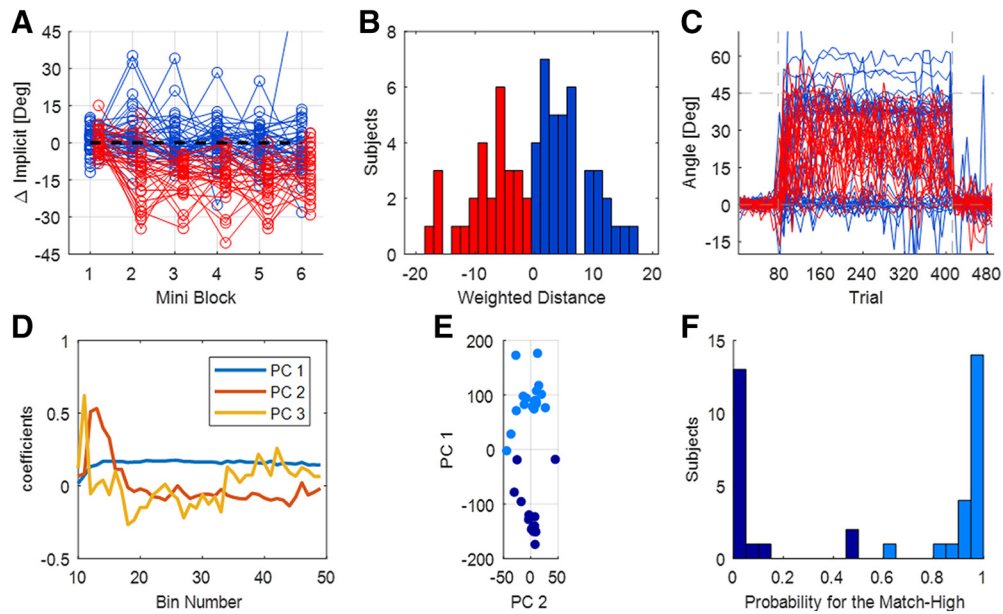 A
Δ Implicit [Deg]
45
30
15
0
-15
-30
45
1 2 3 4 5 6
Mini Block
B
Subjects
8
6
4
2
0
-20 -10 0 10 20
Weighted Distance
C
Angle [Deg]
60
45
30
15
0
-15
80 160 240 320 400 480
Trial
D
coefficients
1
0.5
0
-0.5
10 20 30 40 50
Bin Number
PC 1
PC 2
PC 3
E
PC 1
200
100
0
-100
-200
-50 0 50
PC 2
F
Subjects
15
10
5
0
0 0.2 0.4 0.6 0.8 1
Probability for the Match-High